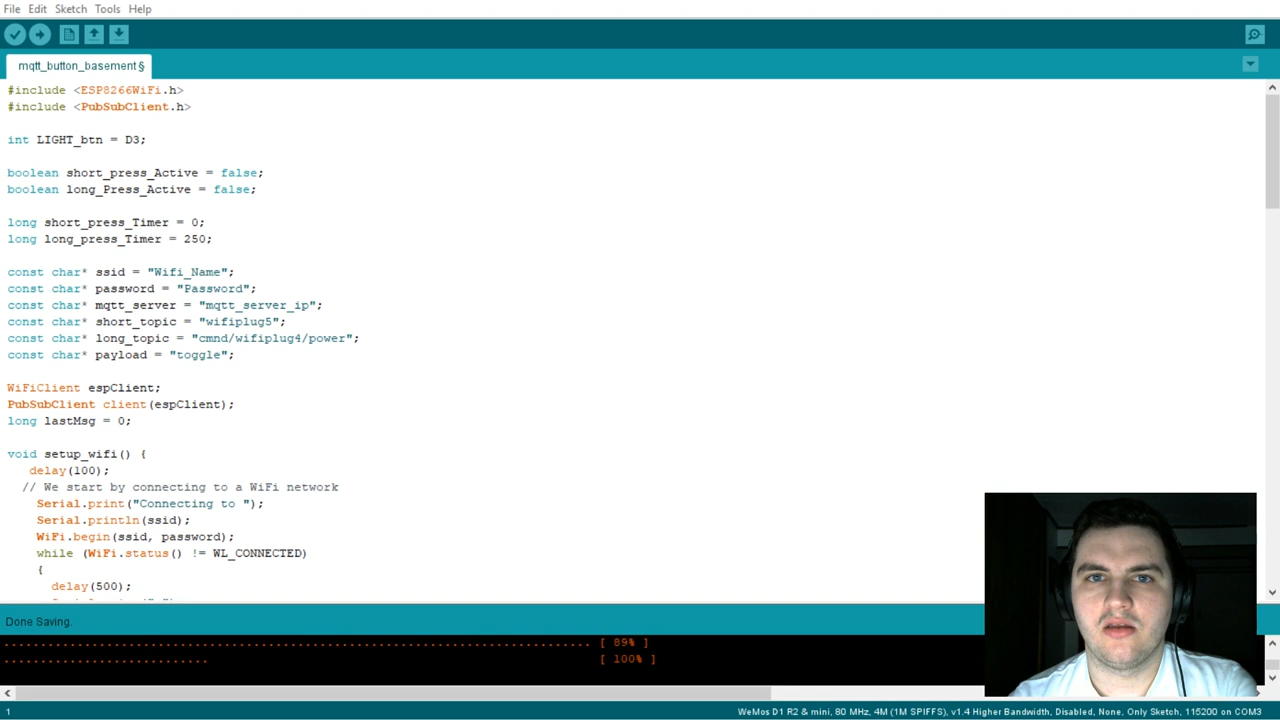 File Edit Sketch Tools Help
mqtt_button_basement §
#include <ESP8266WiFi.h>
#include <PubSubClient.h>
int LIGHT_btn = D3;
boolean short_press_Active = false;
boolean long_Press_Active = false;
long short_press_Timer = 0;
long long_press_Timer = 250;
const char* ssid = "Wifi_Name";
const char* password = "Password";
const char* mqtt_server = "mqtt_server_ip";
const char* short_topic = "wifiplug5";
const char* long_topic = "cmnd/wifiplug4/power";
const char* payload = "toggle";
WiFiClient espClient;
PubSubClient client(espClient);
long lastMsg = 0;
void setup_wifi() {
delay(100);
// We start by connecting to a WiFi network
Serial.print("Connecting to ");
Serial.println(ssid);
WiFi.begin(ssid, password);
while (WiFi.status() != WL_CONNECTED)
{
delay(500);
Done Saving.
................................................................................ [ 89% ]
............................ [ 100% ]
1 WeMos D1 R2 & mini, 80 MHz, 4M (1M SPIFFS), v1.4 Higher Bandwidth, Disabled, None, Only Sketch, 115200 on COM3